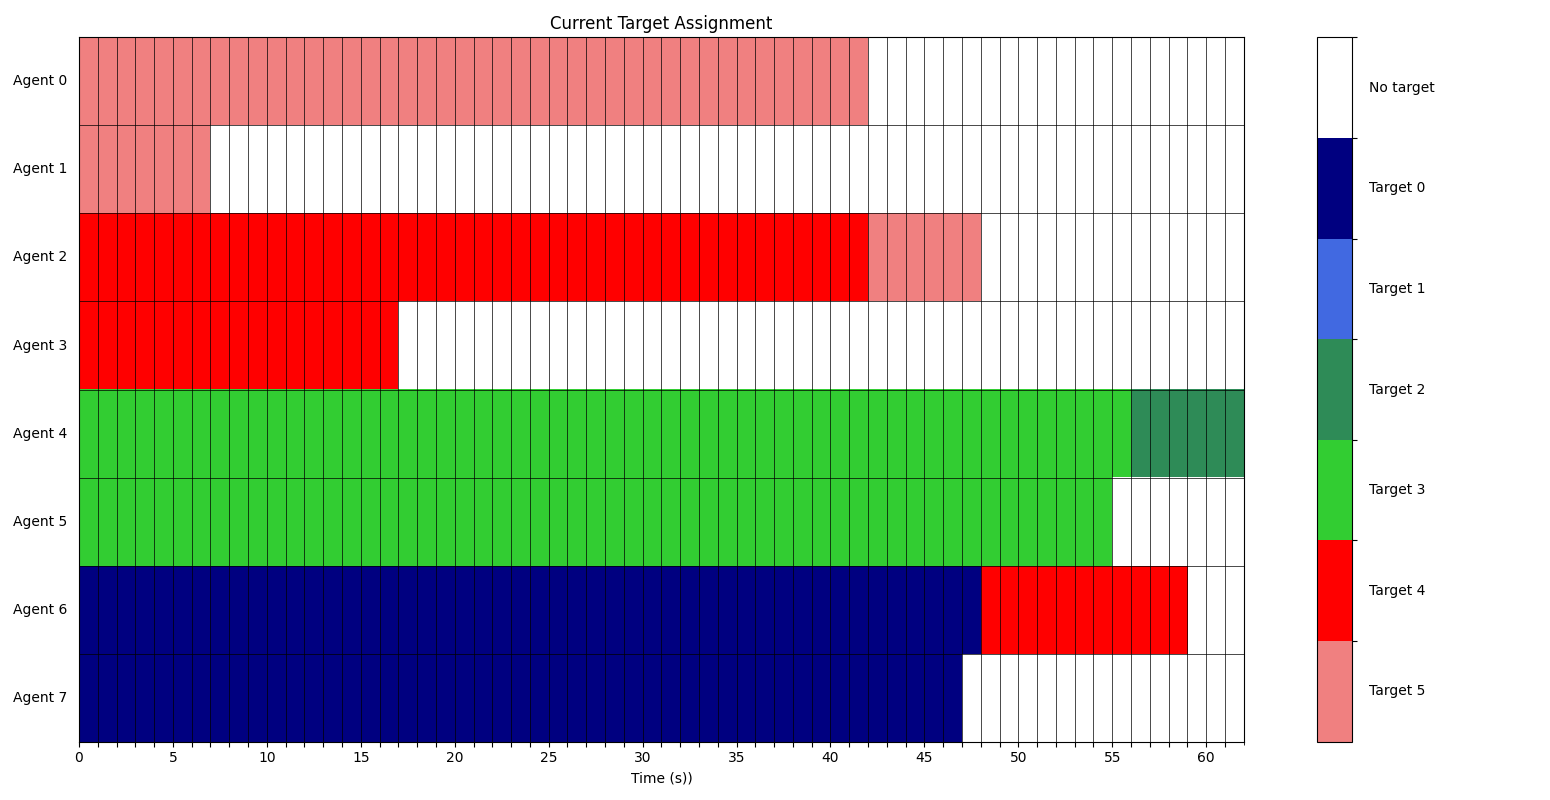 Current Target Assignment
Agent 0
Agent 1
Agent 2
Agent 3
Agent 4
Agent 5
Agent 6
Agent 7
0 5 10 15 20 25 30 35 40 45 50 55 60
Time (s))
No target
Target 0
Target 1
Target 2
Target 3
Target 4
Target 5